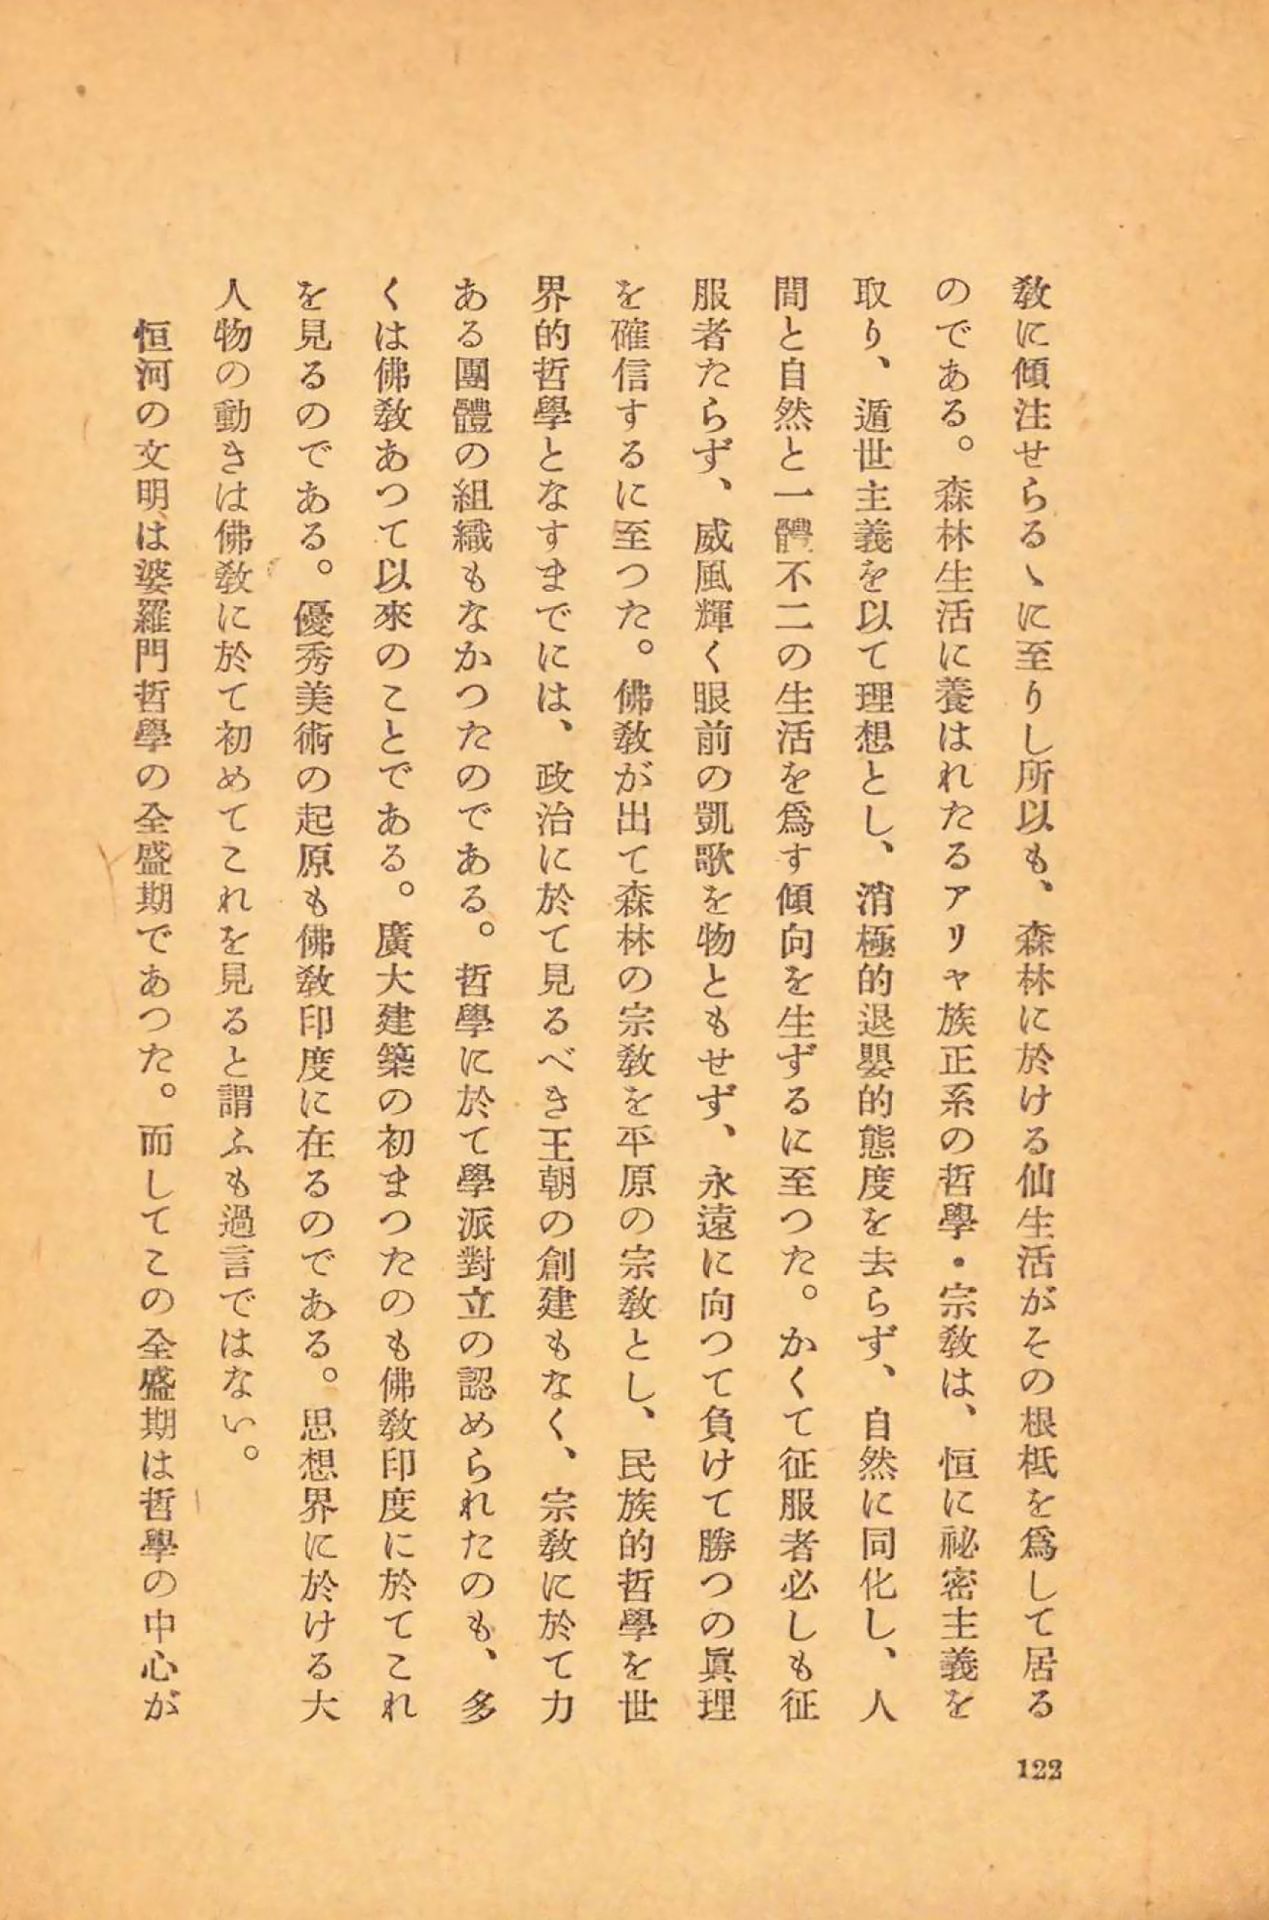 敎に傾注せらるゝに至りし所以も、森林に於ける仙生活がその根柢を爲して居る
のである。森林生活に養はれたるアリヤ族正系の哲學・宗敎は、恒に祕密主義を
取り、遁世主義を以て理想とし、消極的退嬰的態度を去らず、自然に同化し、人
間と自然と一體不二の生活を爲す傾向を生ずるに至つた。かくて征服者必しも征
服者たらず、威風輝く眼前の凱歌を物ともせず、永遠に向つて負けて勝つの眞理
を確信するに至つた。佛敎が出て森林の宗敎を平原の宗敎とし、民族的哲學を世
界的哲學となすまでには、政治に於て見るべき王朝の創建もなく、宗敎に於て力
ある團體の組織もなかつたのである。哲學に於て學派對立の認められたのも、多
くは佛敎あつて以來のことである。廣大建築の初まつたのも佛敎印度に於てこれ
を見るのである。優秀美術の起原も佛敎印度に在るのである。思想界に於ける大
人物の動きは佛敎に於て初めてこれを見ると謂ふも過言ではない。
恒河の文明は婆羅門哲學の全盛期であつた。而してこの全盛期は哲學の中心が
122